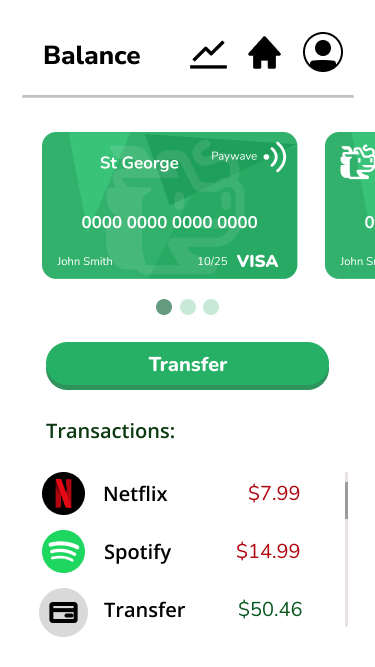 Balance
St George
Paywave
0000 0000 0000 0000
John Smith
10/25
VISA
0
John S
Transfer
Transactions:
N
Netflix
$7.99
Spotify
$14.99
Transfer
$50.46